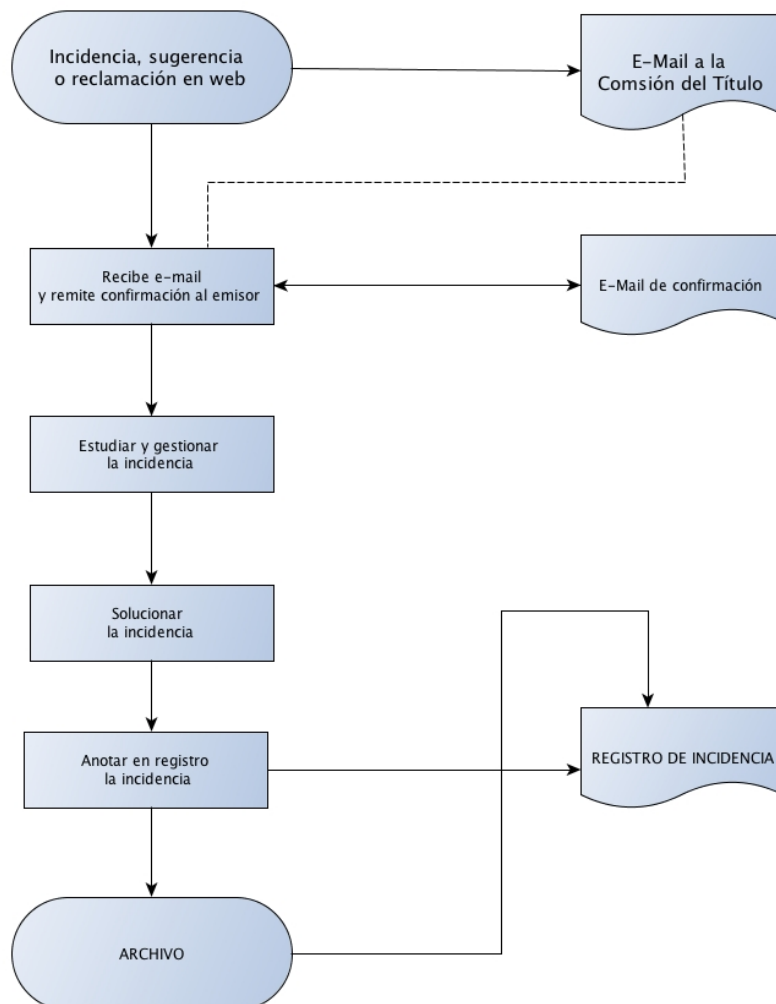 Incidencia, sugerencia
o reclamación en web
E-Mail a la
Comsión del Título
Recibe e-mail
y remite confirmación al emisor
E-Mail de confirmación
Estudiar y gestionar
la incidencia
Solucionar
la incidencia
Anotar en registro
la incidencia
REGISTRO DE INCIDENCIA
ARCHIVO